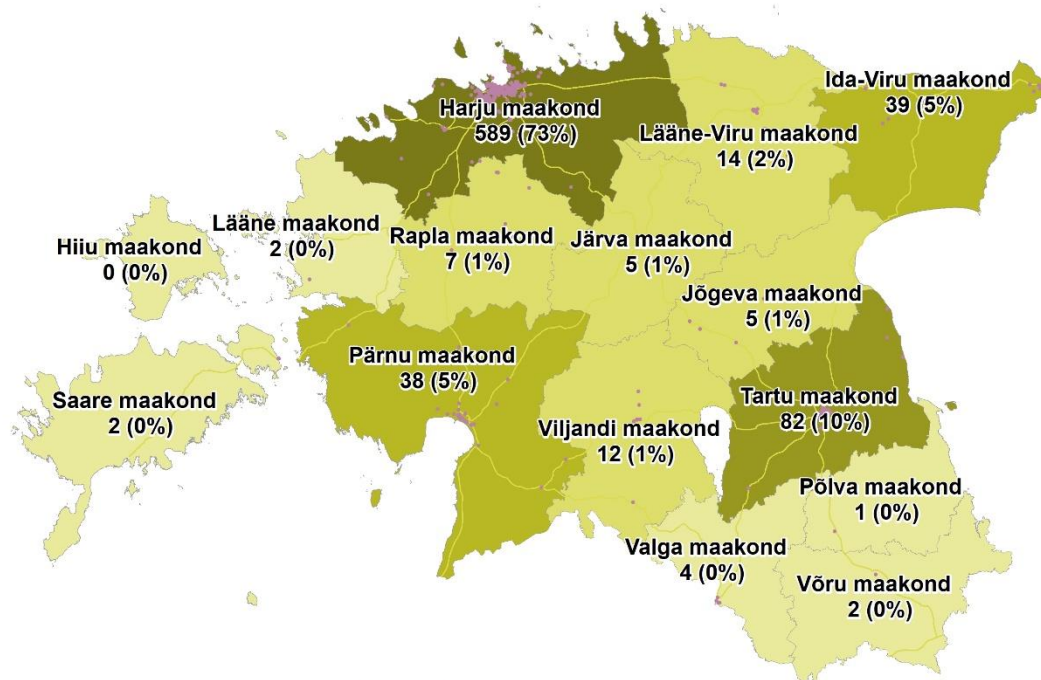 Ida-Viru maakond
39 (5%)
Harju maakond
589 (73%)
Lääne-Viru maakond
14 (2%)
Lääne maakond
2 (0%)
Rapla maakond
7 (1%)
Järva maakond
5 (1%)
Hiiu maakond
0 (0%)
Jõgeva maakond
5 (1%)
Pärnu maakond
38 (5%)
Saare maakond
2 (0%)
Tartu maakond
82 (10%)
Viljandi maakond
12 (1%)
Põlva maakond
1 (0%)
Valga maakond
4 (0%)
Võru maakond
2 (0%)